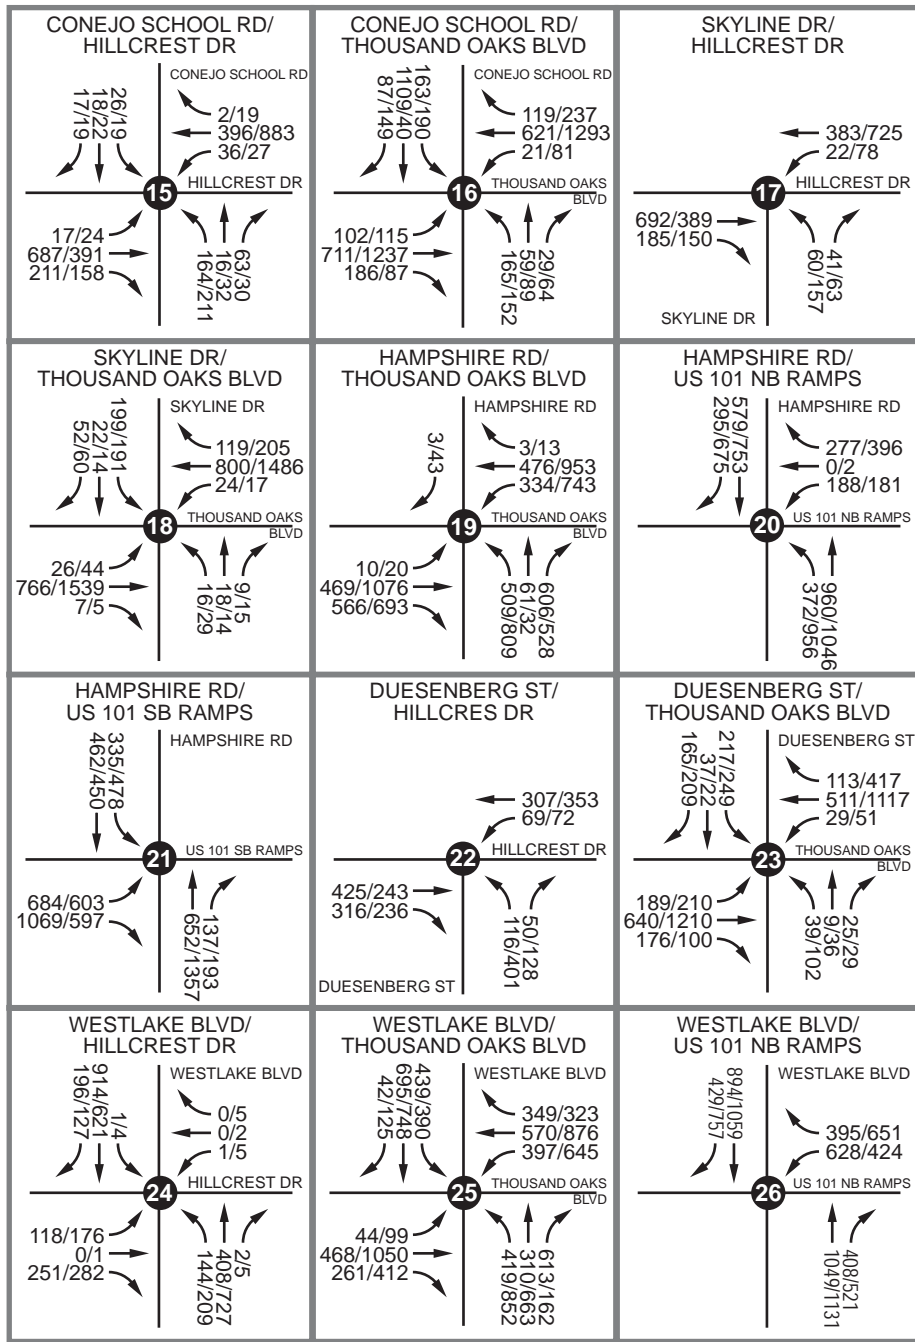 CONEJO SCHOOL RD/
HILLCREST DR
CONEJO SCHOOL RD
26/19
18/22
17/19
2/19
396/883
36/27
15
HILLCREST DR
17/24
687/391
211/158
63/30
16/32
164/211
CONEJO SCHOOL RD/
THOUSAND OAKS BLVD
CONEJO SCHOOL RD
163/190
1109/40
87/149
119/237
621/1293
21/81
16
THOUSAND OAKS
BLVD
102/115
711/1237
186/87
29/64
59/89
165/152
SKYLINE DR/
HILLCREST DR
383/725
22/78
17
HILLCREST DR
692/389
185/150
41/63
60/157
SKYLINE DR
SKYLINE DR/
THOUSAND OAKS BLVD
SKYLINE DR
199/191
22/14
52/60
119/205
800/1486
24/17
18
THOUSAND OAKS
BLVD
26/44
766/1539
7/5
9/15
18/14
16/29
HAMPSHIRE RD/
THOUSAND OAKS BLVD
HAMPSHIRE RD
3/43
3/13
476/953
334/743
19
THOUSAND OAKS
BLVD
10/20
469/1076
566/693
606/528
61/32
509/809
HAMPSHIRE RD/
US 101 NB RAMPS
HAMPSHIRE RD
579/753
295/675
277/396
0/2
188/181
20
US 101 NB RAMPS
960/1046
372/956
HAMPSHIRE RD/
US 101 SB RAMPS
HAMPSHIRE RD
335/478
462/450
21
US 101 SB RAMPS
684/603
1069/597
137/193
652/1357
DUESENBERG ST/
HILLCRES DR
307/353
69/72
22
HILLCREST DR
425/243
316/236
50/128
116/401
DUESENBERG ST
DUESENBERG ST/
THOUSAND OAKS BLVD
DUESENBERG ST
217/249
37/22
165/209
113/417
511/1117
29/51
23
THOUSAND OAKS
BLVD
189/210
640/1210
176/100
25/29
9/36
39/102
WESTLAKE BLVD/
HILLCREST DR
WESTLAKE BLVD
1/4
914/621
196/127
0/5
0/2
1/5
24
HILLCREST DR
118/176
0/1
251/282
2/5
408/727
144/209
WESTLAKE BLVD/
THOUSAND OAKS BLVD
WESTLAKE BLVD
439/390
695/748
42/125
349/323
570/876
397/645
25
THOUSAND OAKS
BLVD
44/99
468/1050
261/412
613/162
310/663
419/852
WESTLAKE BLVD/
US 101 NB RAMPS
WESTLAKE BLVD
894/1059
429/757
395/651
628/424
26
US 101 NB RAMPS
408/521
1049/1131